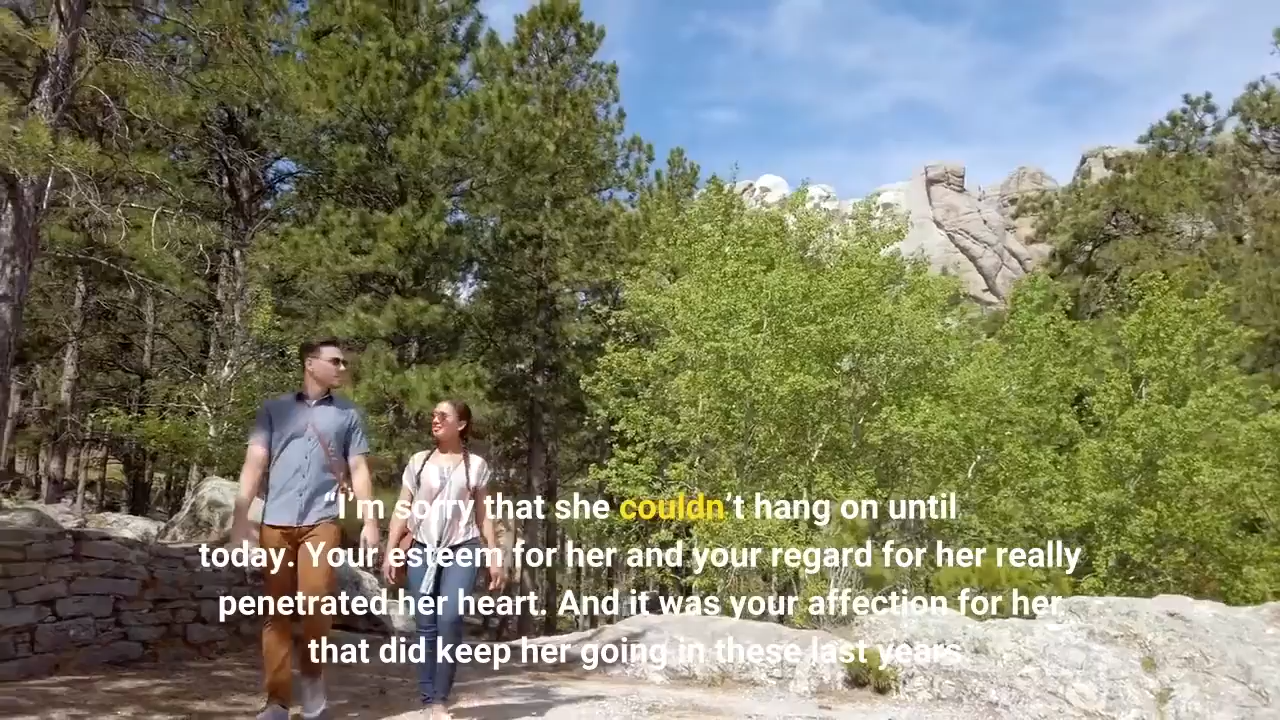 “I’m sorry that she couldn’t hang on until
today. Your esteem for her and your regard for her really
penetrated her heart. And it was your affection for her,
that did keep her going in these last years